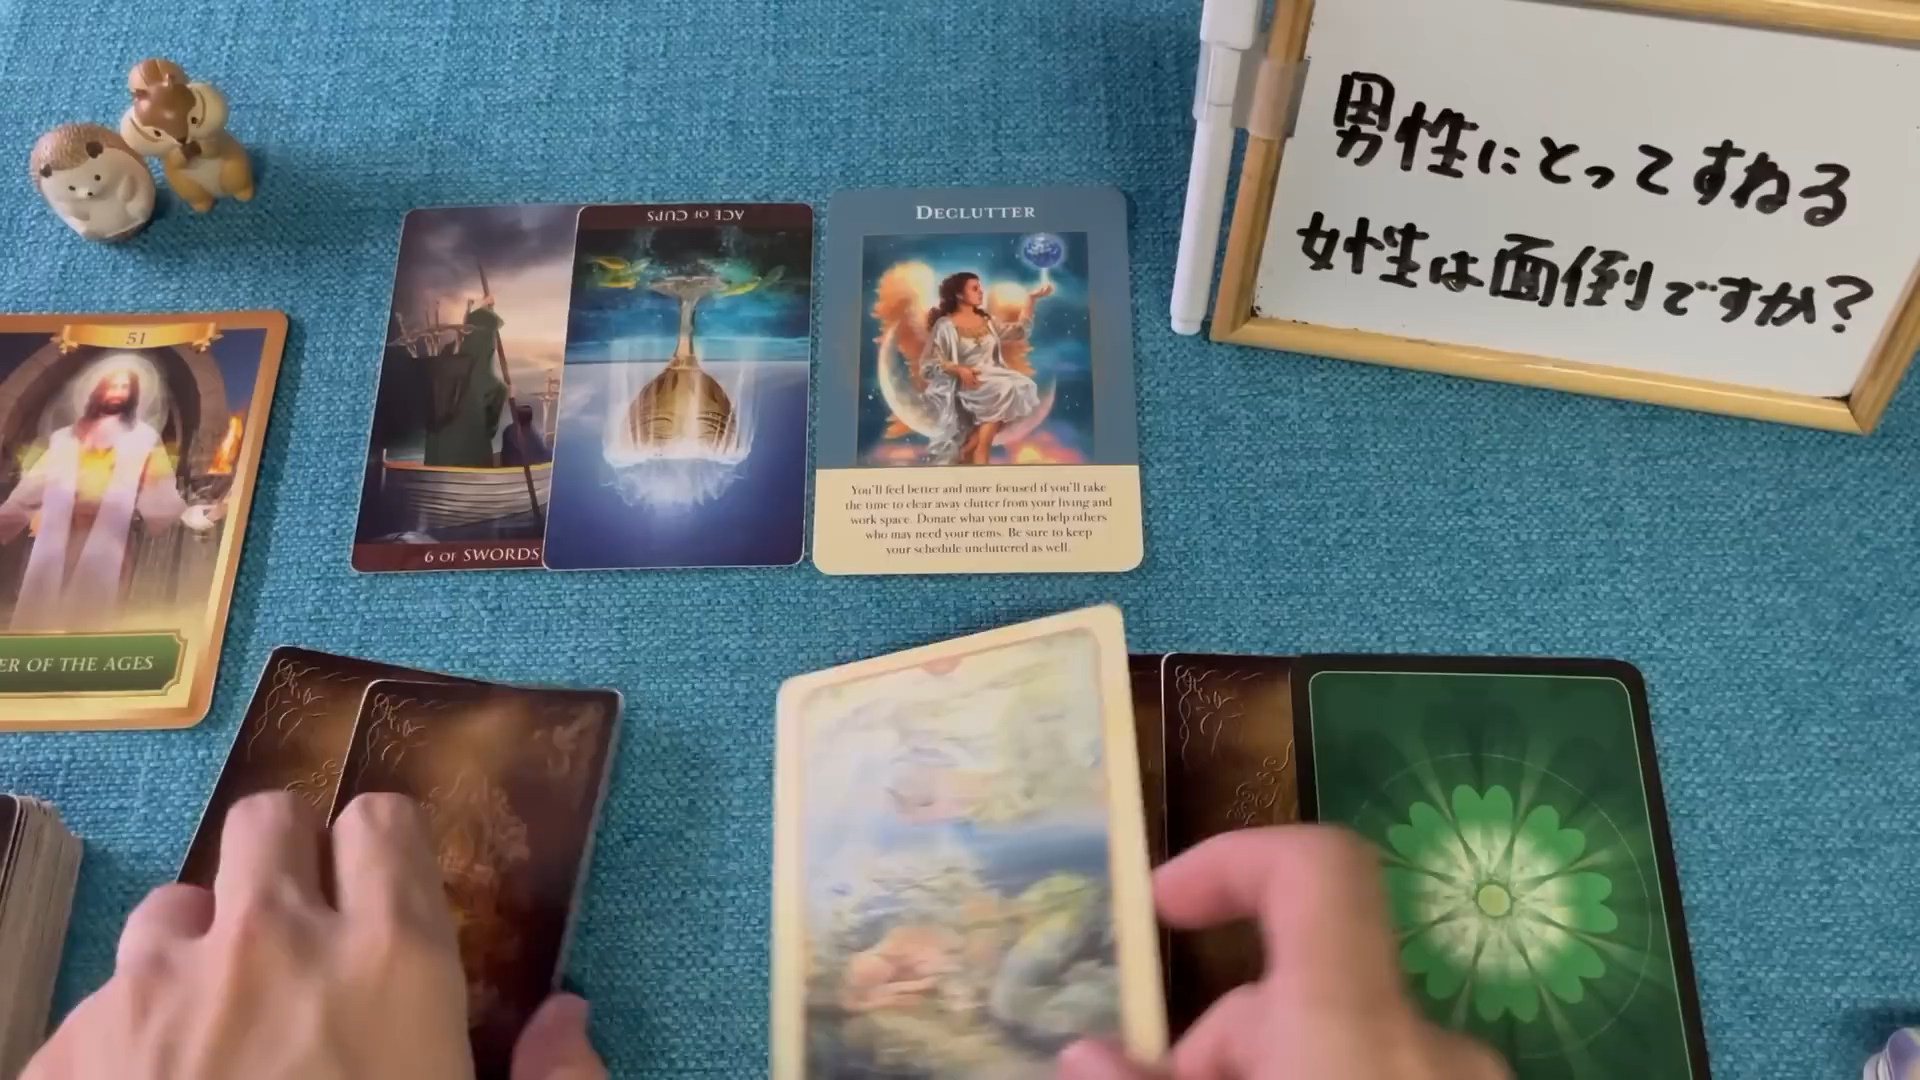 男性にとってすねる
女性は面倒ですか?
ACE OF CUPS
DECLUTTER
51
You'll feel better and more focused if you'll take
the time to clear away clutter from your living and
work space. Donate what you can to help others
who may need your items. Be sure to keep
your schedule uncluttered as well.
6 OF SWORDS
ER OF THE AGES